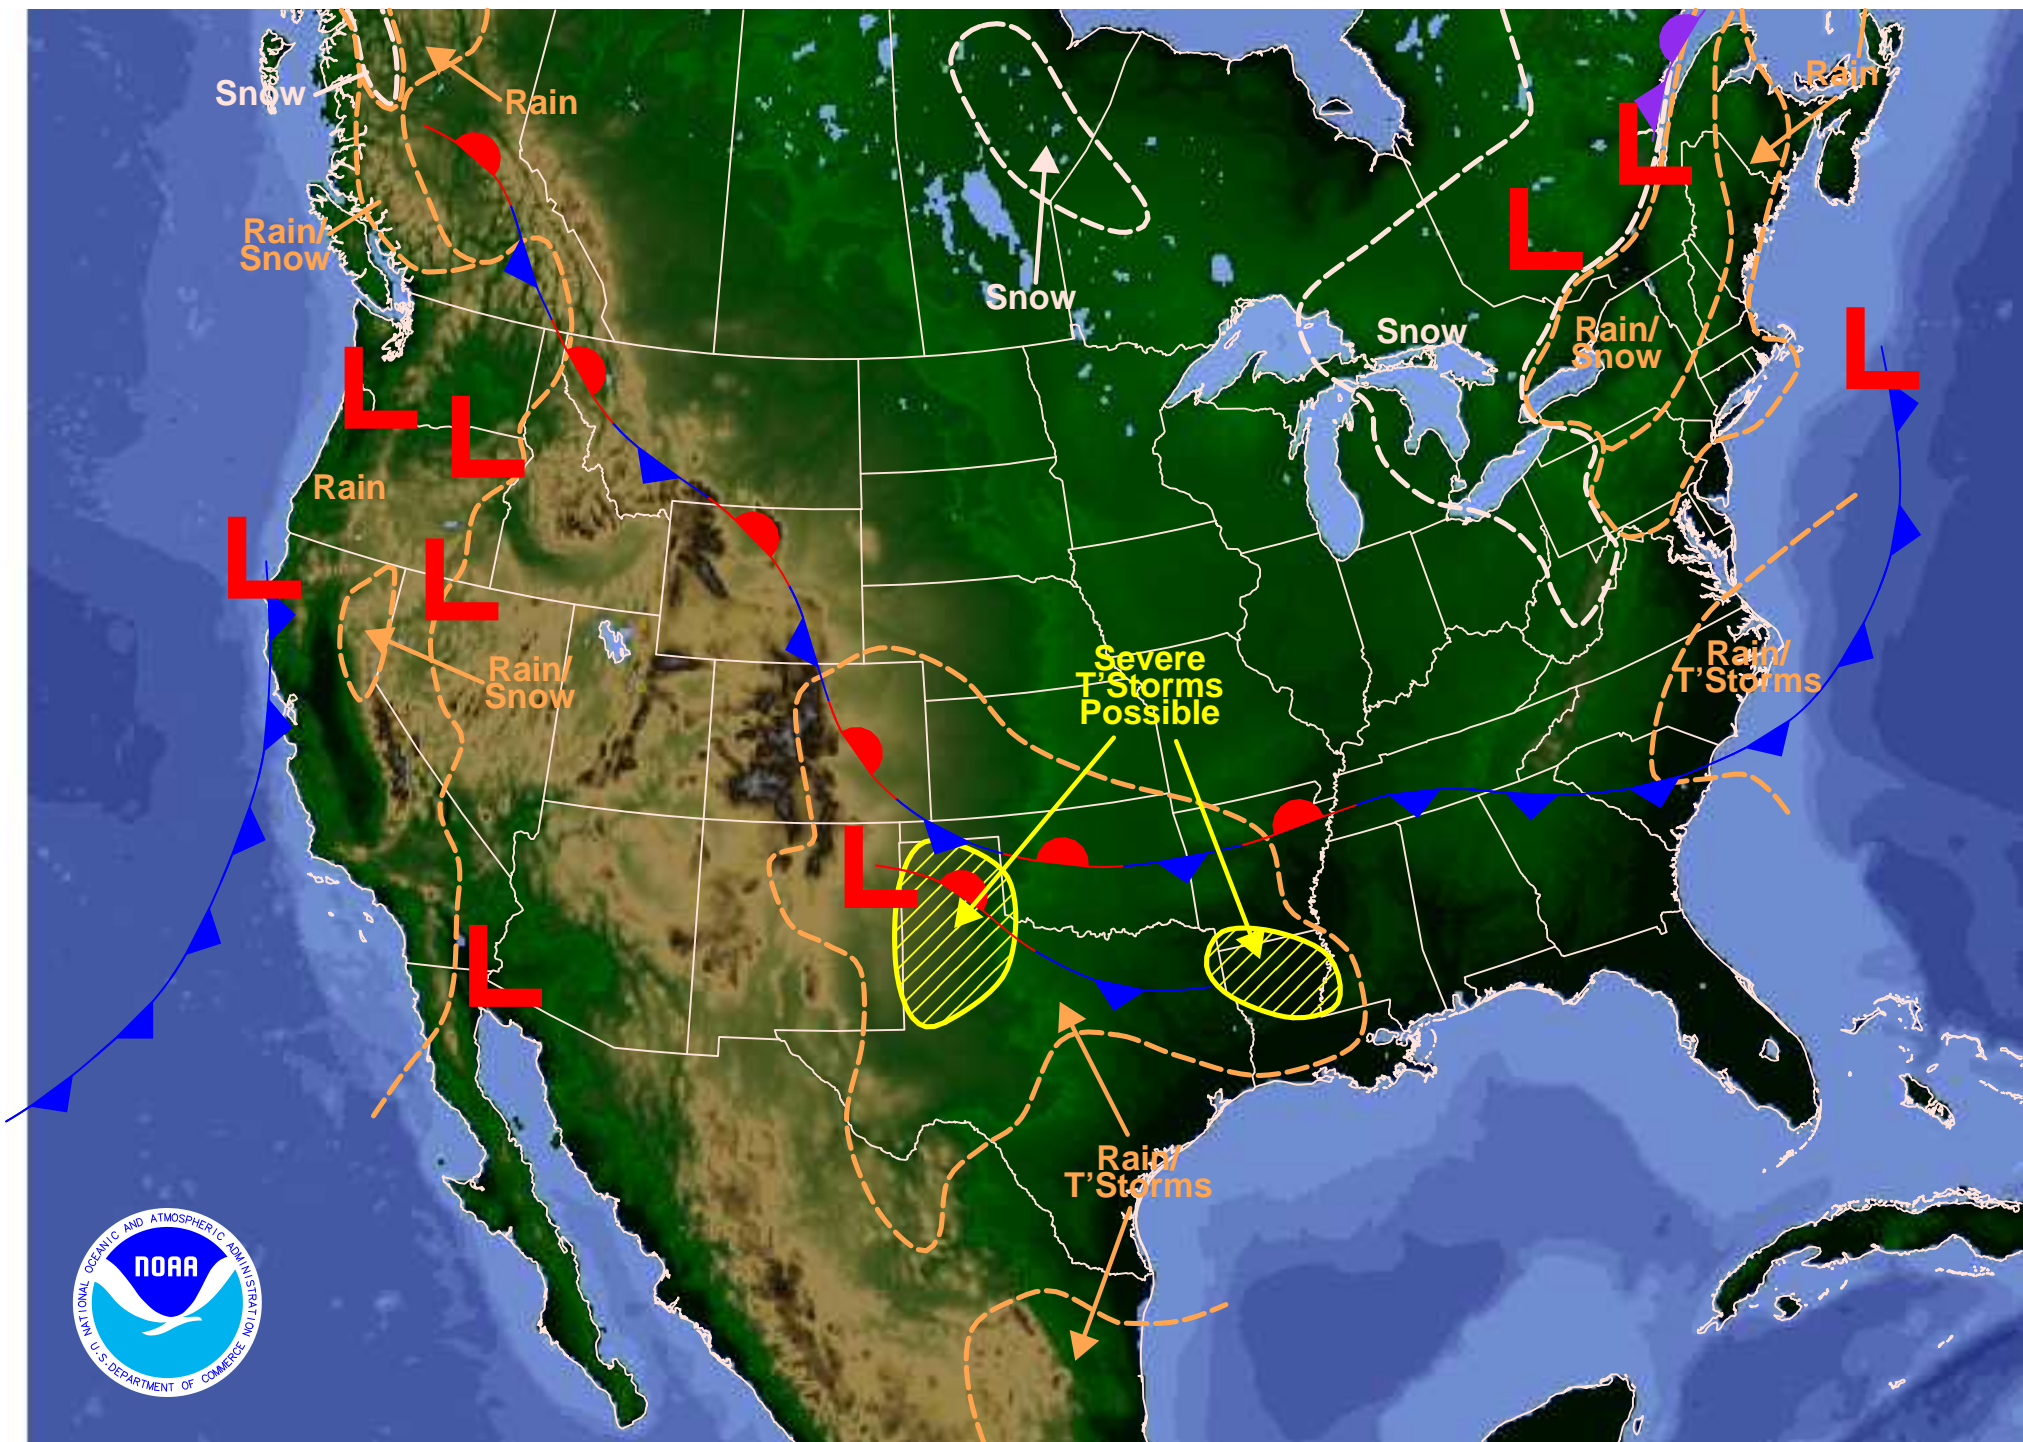 Rain
Snow
Rain
Rain/
Snow
Snow
Snow
Rain/
Snow
Rain
Severe
T'Storms
Possible
Rain/
T'Storms
Rain/
Snow
Rain/
T'Storms
L
L
L
L
L
L
L
L
L
NATIONAL OCEANIC AND ATMOSPHERIC ADMINISTRATION
NOAA
U.S. DEPARTMENT OF COMMERCE